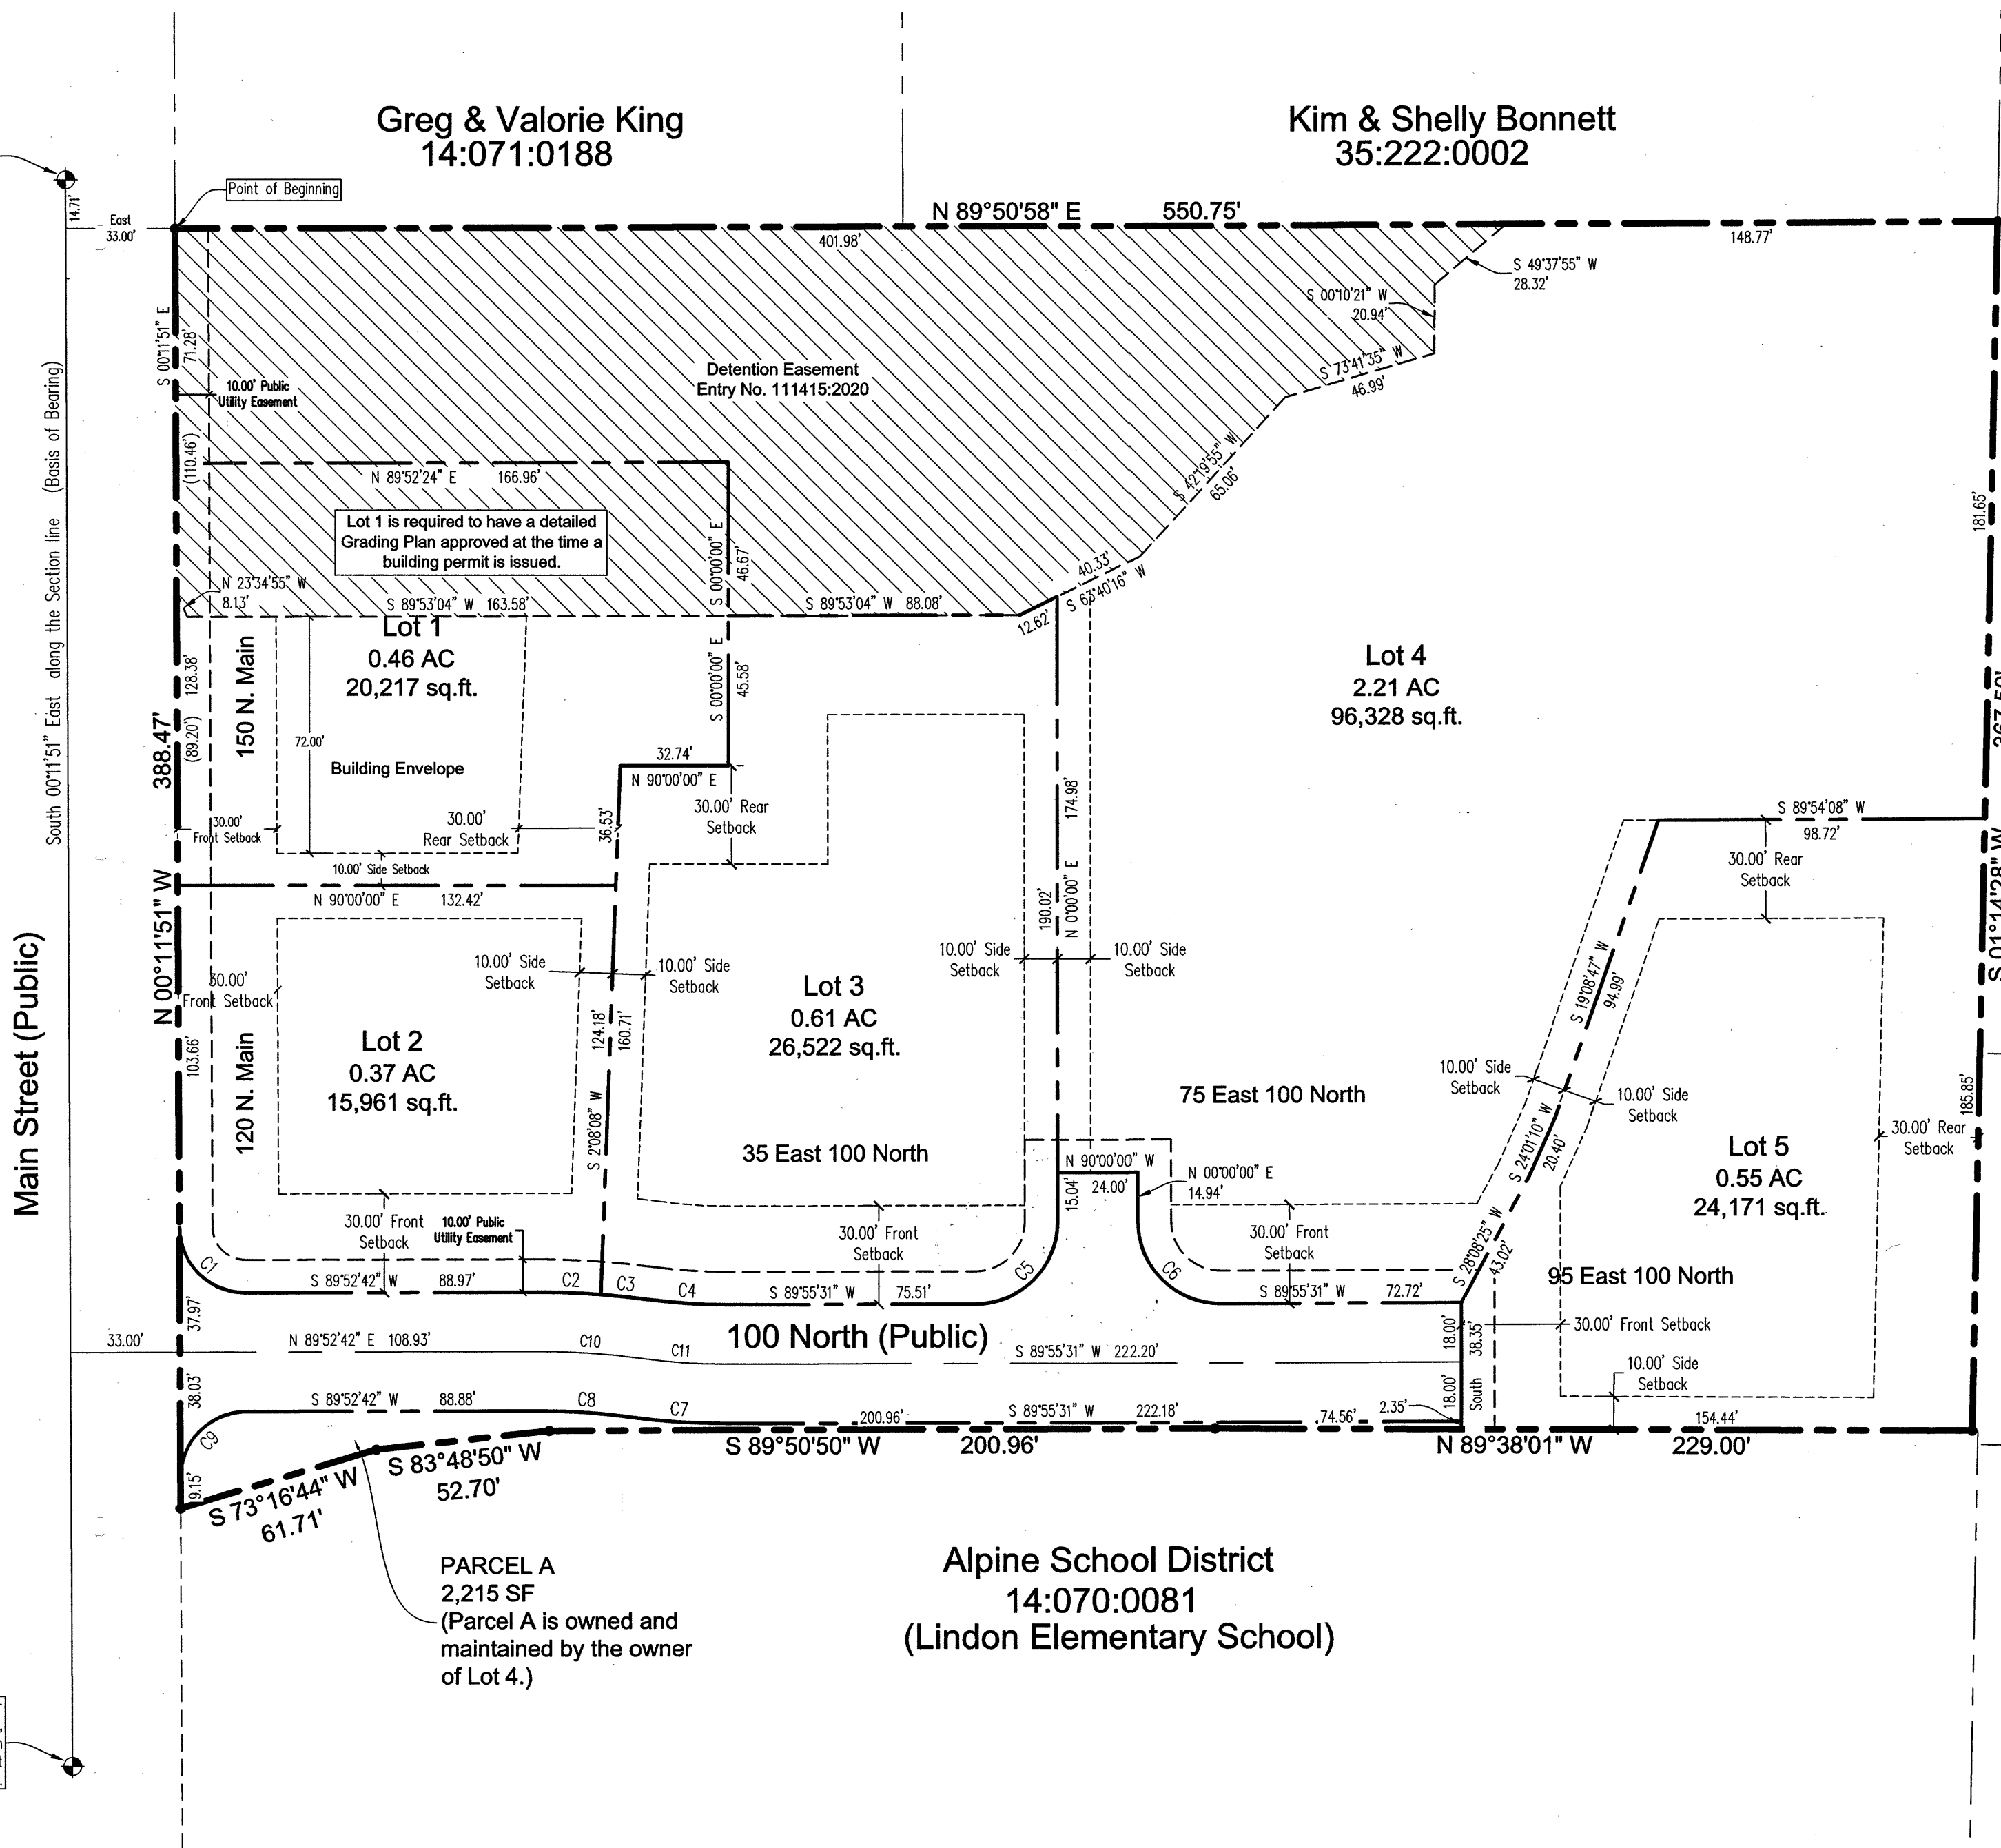 Greg & Valorie King
14:071:0188
Kim & Shelly Bonnett
35:222:0002
Point of Beginning
14.71'
East
33.00'
N 89°50'58" E 550.75'
401.98'
148.77'
S 49°37'55" W
28.32'
S 00°10'21" W
20.94'
S 73°41'35" W
46.99'
S 42°19'55" W
65.06'
40.33'
S 63°40'16" W
12.62'
Detention Easement
Entry No. 111415:2020
S 00°11'51" E
71.28'
10.00' Public
Utility Easement
(110.46')
N 89°52'24" E 166.96'
Lot 1 is required to have a detailed
Grading Plan approved at the time a
building permit is issued.
S 00°00'00" E
46.67'
N 23°34'55" W
8.13'
S 89°53'04" W 163.58'
S 89°53'04" W 88.08'
South 00°11'51" East along the Section line (Basis of Bearing)
Lot 1
0.46 AC
20,217 sq.ft.
150 N. Main
128.38'
(89.20')
388.47'
N 00°11'51" W
72.00'
Building Envelope
S 00°00'00" E
45.58'
32.74'
N 90°00'00" E
36.53'
30.00'
Front Setback
30.00'
Rear Setback
10.00' Side Setback
N 90°00'00" E 132.42'
30.00' Rear
Setback
174.98'
190.02'
N 0°00'00" E
Lot 4
2.21 AC
96,328 sq.ft.
181.65'
S 01°14'28" W
S 89°54'08" W
98.72'
30.00' Rear
Setback
S 19°08'47" W
94.99'
Main Street (Public)
30.00'
Front Setback
103.66'
120 N. Main
Lot 2
0.37 AC
15,961 sq.ft.
10.00' Side
Setback
10.00' Side
Setback
124.18'
160.71'
S 2°08'08" W
Lot 3
0.61 AC
26,522 sq.ft.
35 East 100 North
10.00' Side
Setback
10.00' Side
Setback
75 East 100 North
10.00' Side
Setback
10.00' Side
Setback
S 24°01'10" W
20.40'
S 28°08'25" W
43.02'
Lot 5
0.55 AC
24,171 sq.ft.
95 East 100 North
30.00' Rear
Setback
185.85'
N 90°00'00" W
24.00'
15.04'
N 00°00'00" E
14.94'
30.00' Front
Setback
10.00' Public
Utility Easement
30.00' Front
Setback
30.00' Front
Setback
C1
S 89°52'42" W 88.97'
C2
C3
C4
S 89°55'31" W 75.51'
C5
C6
S 89°55'31" W 72.72'
37.97'
33.00'
N 89°52'42" E 108.93'
C10
C11
100 North (Public)
S 89°55'31" W 222.20'
18.00'
38.35'
30.00' Front Setback
10.00' Side
Setback
38.03'
S 89°52'42" W 88.88'
C8
C7
C9
200.96'
S 89°55'31" W 222.18'
74.56'
2.35'
18.00'
South
154.44'
9.15'
S 73°16'44" W
61.71'
S 83°48'50" W
52.70'
S 89°50'50" W 200.96'
N 89°38'01" W 229.00'
PARCEL A
2,215 SF
(Parcel A is owned and
maintained by the owner
of Lot 4.)
Alpine School District
14:070:0081
(Lindon Elementary School)